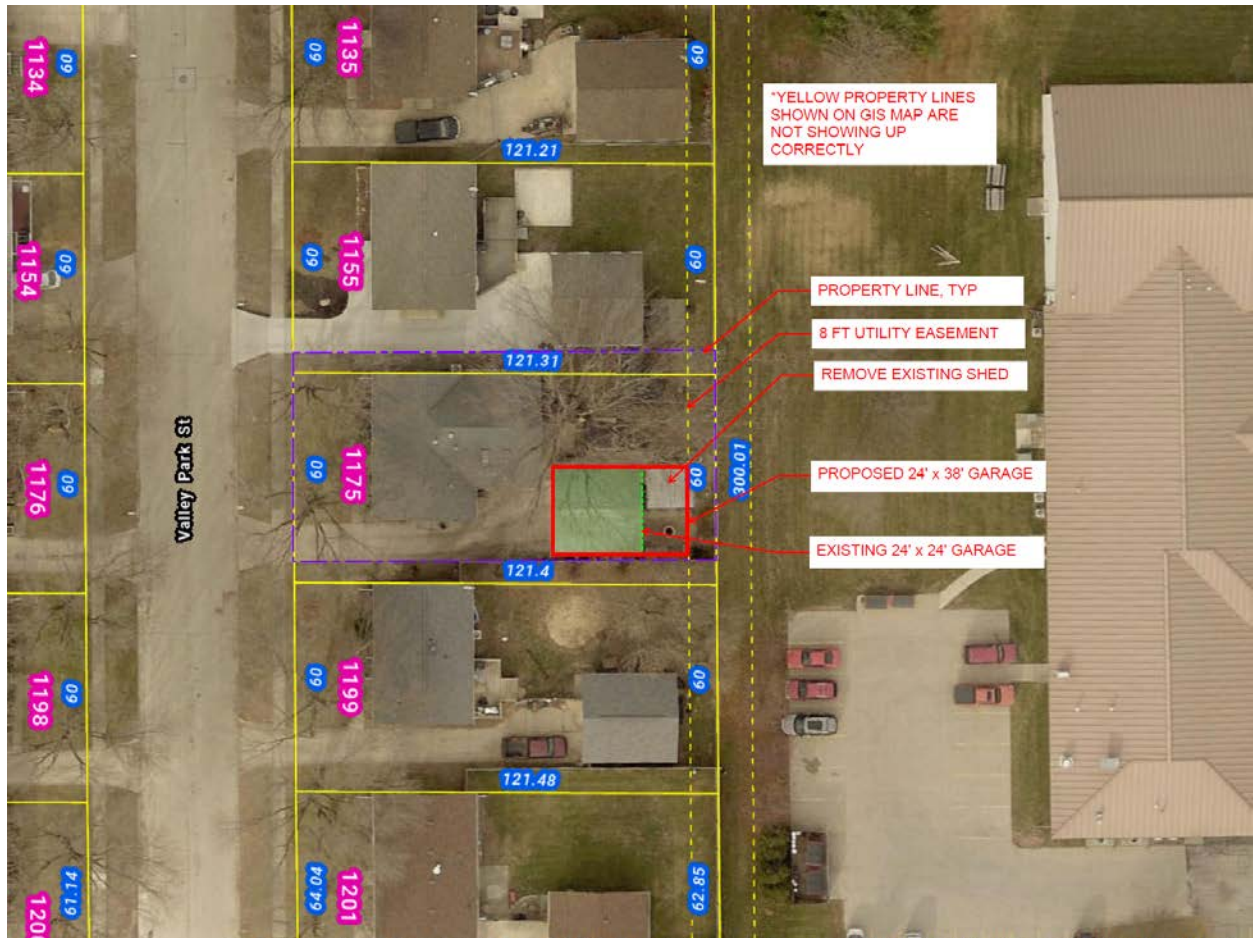 1134
60
60
1135
60
*YELLOW PROPERTY LINES
SHOWN ON GIS MAP ARE
NOT SHOWING UP
CORRECTLY
121.21
1154
60
60
1155
60
PROPERTY LINE, TYP
8 FT UTILITY EASEMENT
121.31
REMOVE EXISTING SHED
1176
60
Valley Park St
60
1175
60
300.01
PROPOSED 24' x 38' GARAGE
EXISTING 24' x 24' GARAGE
121.4
1198
60
60
1199
60
121.48
61.14
64.04
1201
62.85